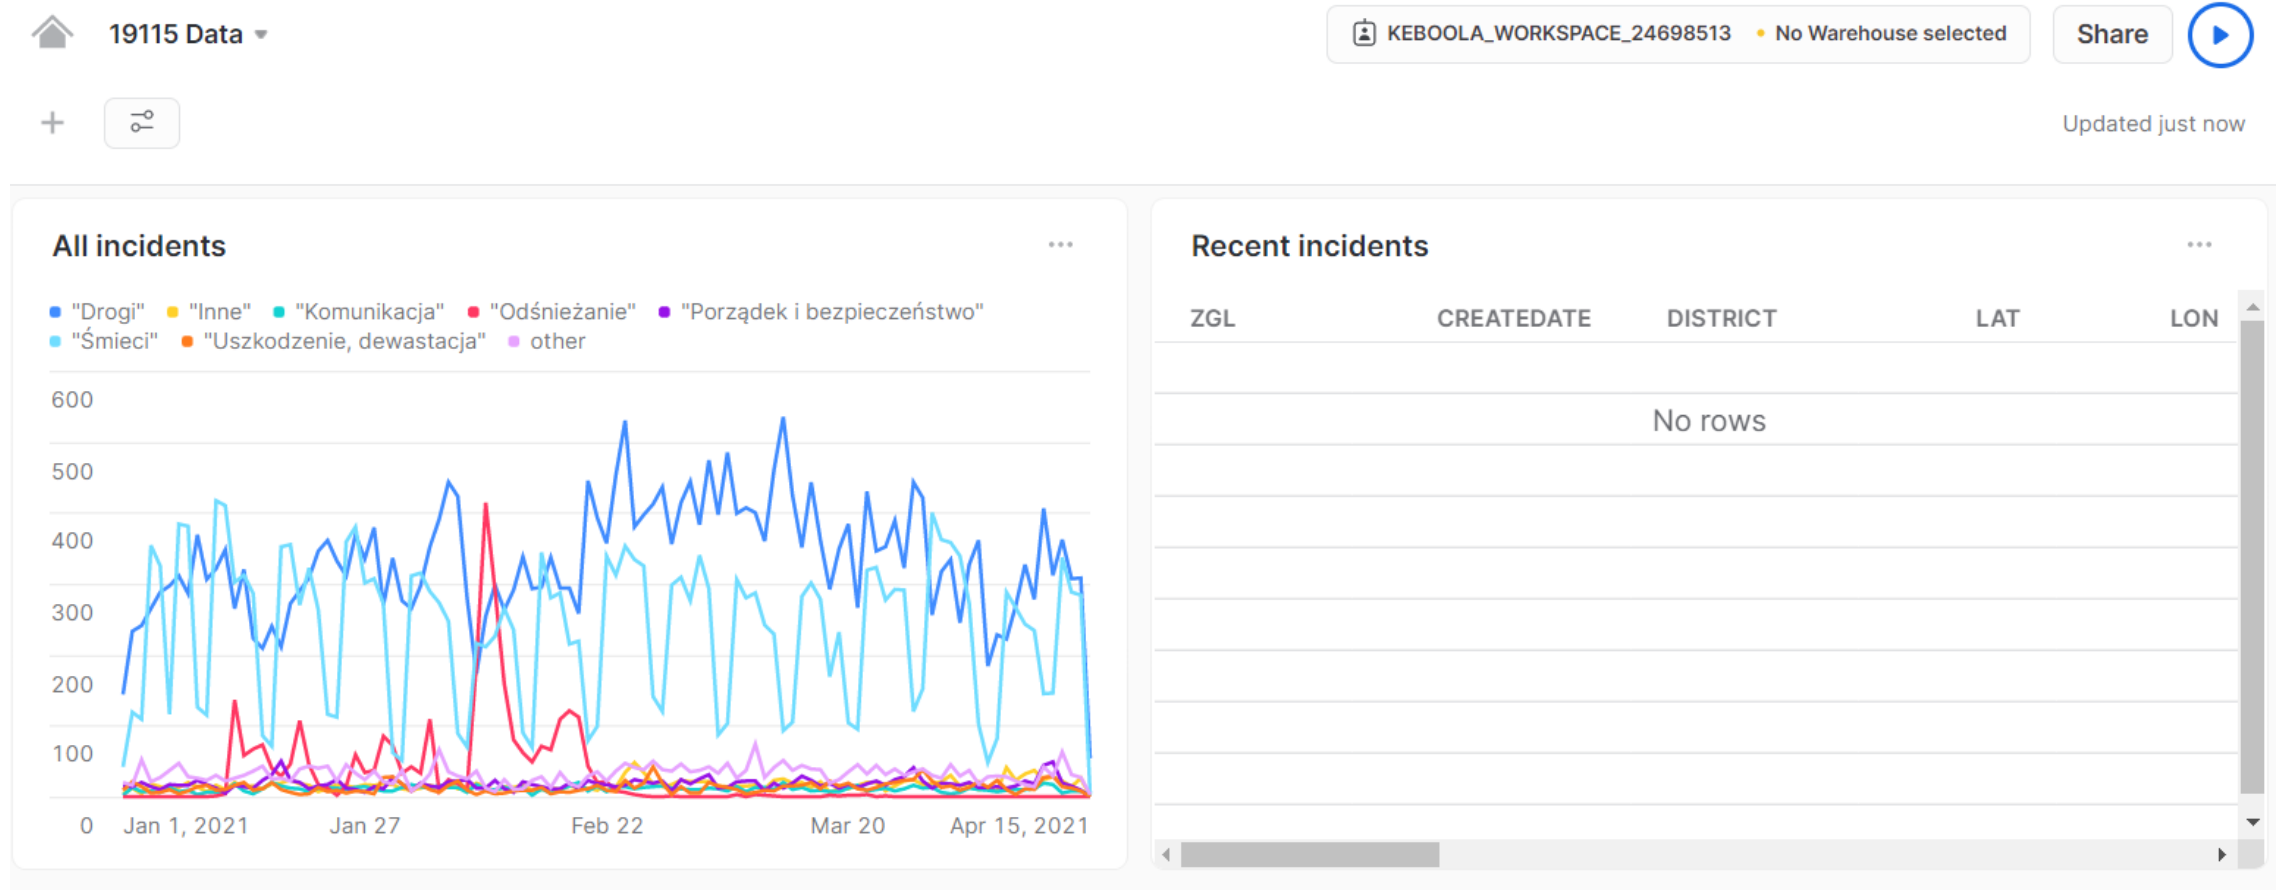 19115 Data
KEBOOLA_WORKSPACE_24698513 No Warehouse selected
Share
Updated just now
All incidents
"Drogi" "Inne" "Komunikacja" "Odśnieżanie" "Porządek i bezpieczeństwo"
"Śmieci" "Uszkodzenie, dewastacja" other
600
500
400
300
200
100
0 Jan 1, 2021 Jan 27 Feb 22 Mar 20 Apr 15, 2021
Recent incidents
ZGL CREATEDATE DISTRICT LAT LON
No rows